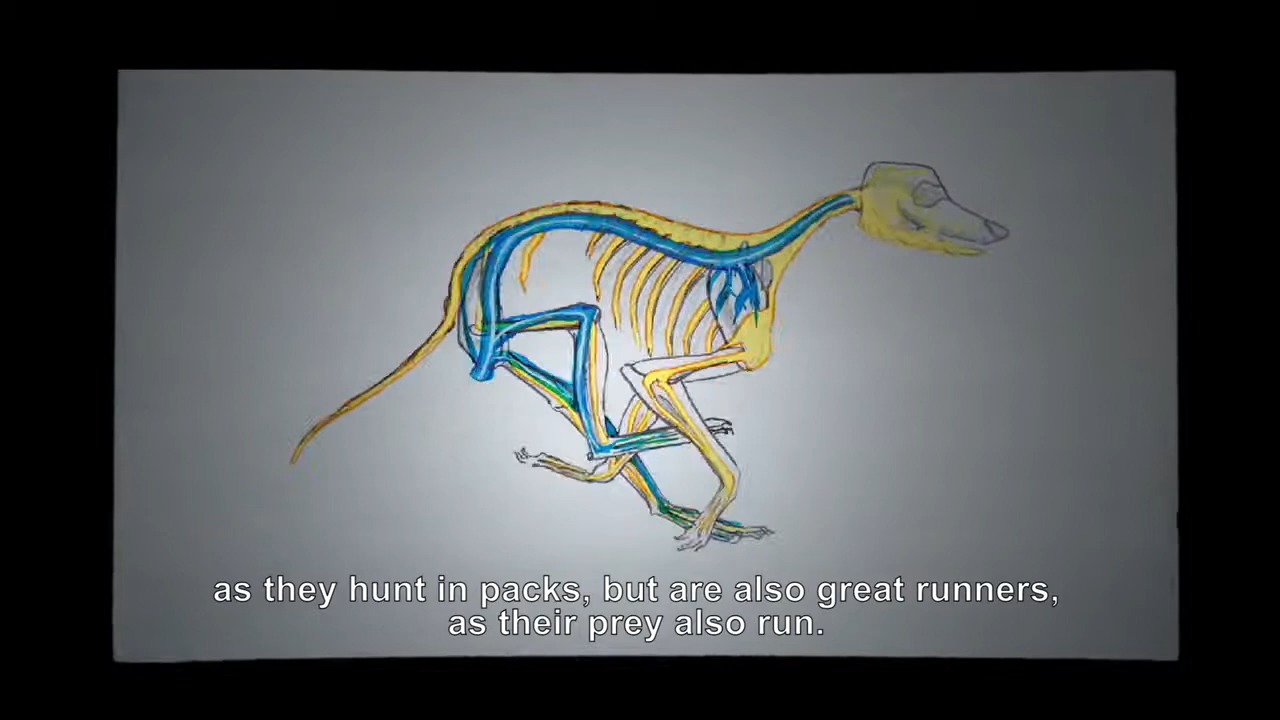 as they hunt in packs, but are also great runners,
as their prey also run.